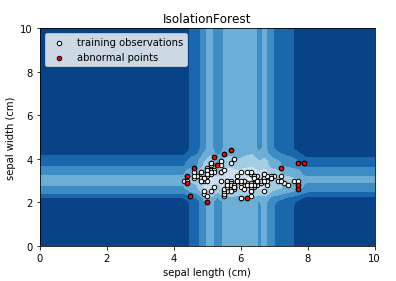 IsolationForest
10
training observations
abnormal points
8
6
4
2
0
sepal width (cm)
0 2 4 6 8 10
sepal length (cm)